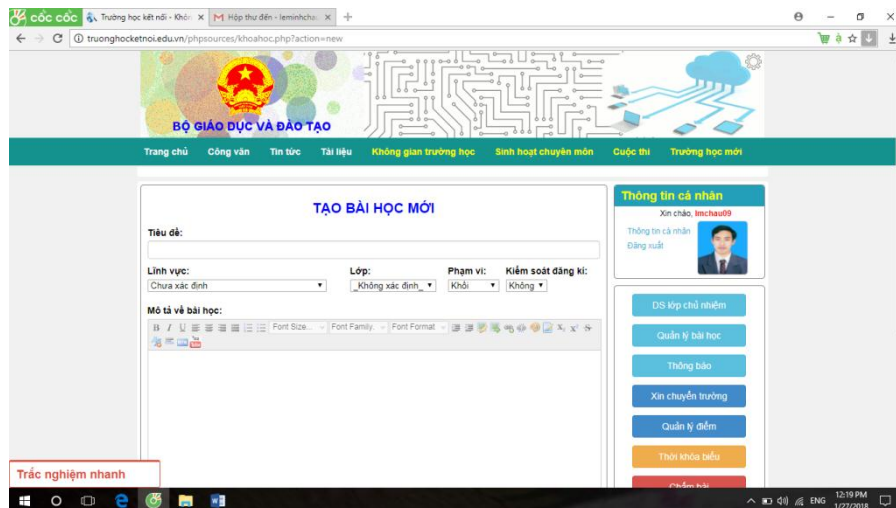 cốc cốc
Trường học kết nối - Khôn
Hộp thư đến - leminhchau
truonghocketnoi.edu.vn/phpsources/khoahoc.php?action=new
BỘ GIÁO DỤC VÀ ĐÀO TẠO
Trang chủ Công văn Tin tức Tài liệu Không gian trường học Sinh hoạt chuyên môn Cuộc thi Trường học mới
TẠO BÀI HỌC MỚI
Tiêu đề:
Lĩnh vực: Lớp: Phạm vi: Kiểm soát đăng kí:
Chưa xác định _Không xác định_ Khối Không
Mô tả về bài học:
Font Size... Font Family. Font Format
Thông tin cá nhân
Xin chào, lmchau09
Thông tin cá nhân
Đăng xuất
DS lớp chủ nhiệm
Quản lý bài học
Thông báo
Xin chuyển trường
Quản lý điểm
Thời khóa biểu
Chấm bài
Trắc nghiệm nhanh
ENG
12:19 PM
1/27/2018